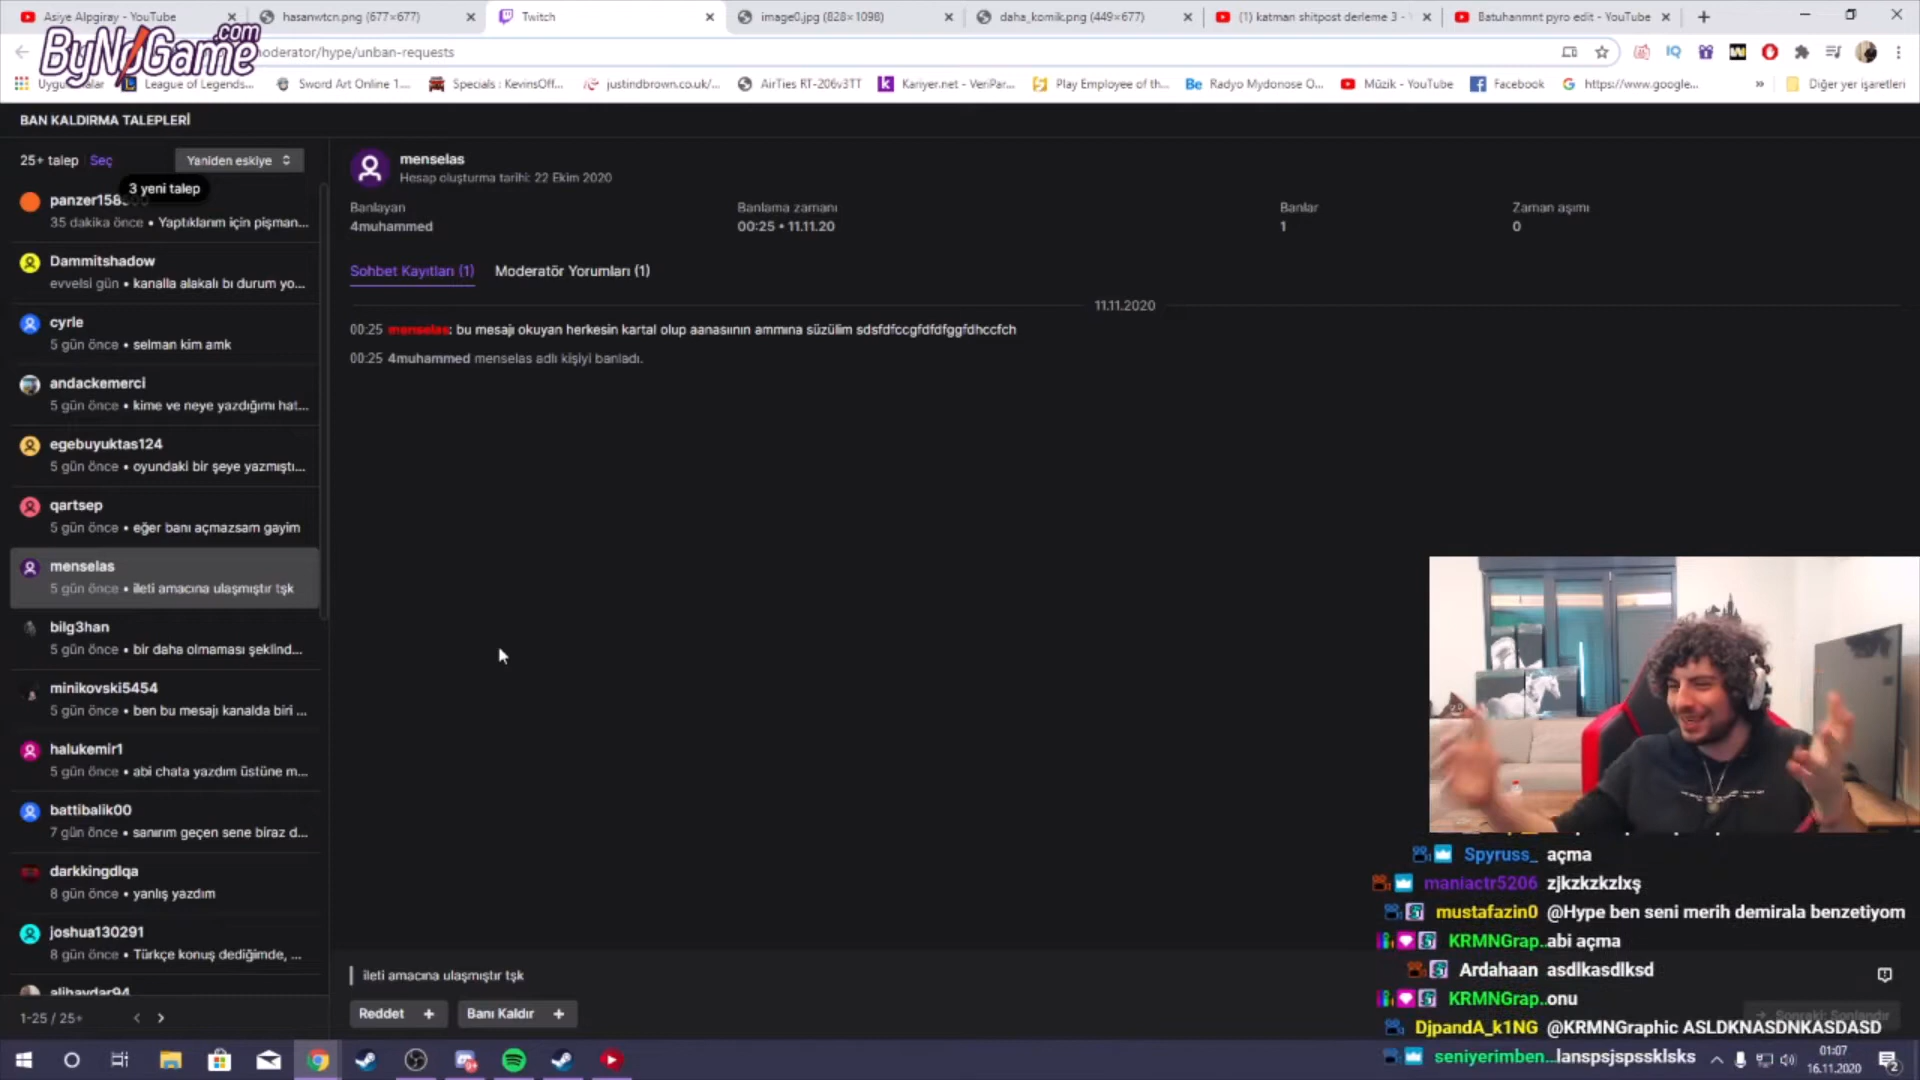 Asiye Alpgiray - YouTube
hasanwtcn.png (677×677)
Twitch
image0.jpg (828×1098)
daha_komik.png (449×677)
(1) katman shitpost derleme 3 -
Batuhanmnt pyro edit - YouTube
ByNoGame.com
oderator/hype/unban-requests
League of Legends...
Sword Art Online 1...
Specials : KevinsOff...
justindbrown.co.uk/...
AirTies RT-206v3TT
Kariyer.net - VeriPar...
Play Employee of th...
Radyo Mydonose O...
Müzik - YouTube
Facebook
https://www.google...
»
Diğer yer işaretleri
BAN KALDIRMA TALEPLERİ
25+ talep Seç
Yeniden eskiye
3 yeni talep
panzer158
35 dakika önce • Yaptıklarım için pişman...
Dammitshadow
evvelsi gün • kanalla alakalı bı durum yo...
cyrle
5 gün önce • selman kim amk
andackemerci
5 gün önce • kime ve neye yazdığımı hat...
egebuyuktas124
5 gün önce • oyundaki bir şeye yazmıştı...
qartsep
5 gün önce • eğer banı açmazsam gayim
menselas
5 gün önce • ileti amacına ulaşmıştır tşk
bilg3han
5 gün önce • bir daha olmaması şeklind...
minikovski5454
5 gün önce • ben bu mesajı kanalda biri ...
halukemir1
5 gün önce • abi chata yazdım üstüne m...
battibalik00
7 gün önce • sanırım geçen sene biraz d...
darkkingdlqa
8 gün önce • yanlış yazdım
joshua130291
8 gün önce • Türkçe konuş dediğimde, ...
alihaydar94
1-25 / 25+
menselas
Hesap oluşturma tarihi: 22 Ekim 2020
Banlayan
4muhammed
Banlama zamanı
00:25 • 11.11.20
Banlar
1
Zaman aşımı
0
Sohbet Kayıtları (1)
Moderatör Yorumları (1)
11.11.2020
00:25 menselas: bu mesajı okuyan herkesin kartal olup aanasıının ammına süzülim sdsfdfccgfdfdfggfdhccfch
00:25 4muhammed menselas adlı kişiyi banladı.
ileti amacına ulaşmıştır tşk
Reddet +
Banı Kaldır +
Spyruss_ açma
maniactr5206 zjkzkzkzlxş
mustafazin0 @Hype ben seni merih demirala benzetiyom
KRMNGrap.. abi açma
Ardahaan asdlkasdlksd
KRMNGrap.. onu
Sonraki: Sonlandır
DjpandA_k1NG @KRMNGraphic ASLDKNASDNKASDASD
seniyerimben... lanspsjspssklsks
01:07
16.11.2020
2